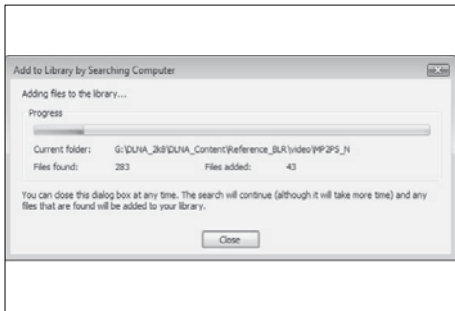 Add to Library by Searching Computer
Adding files to the library...
Progress
Current folder: G:\DLNA_2k8\DLNA_Content\Reference_BLR\video\MP2PS_N
Files found: 283 Files added: 43
You can close this dialog box at any time. The search will continue (although it will take more time) and any
files that are found will be added to your library.
Close